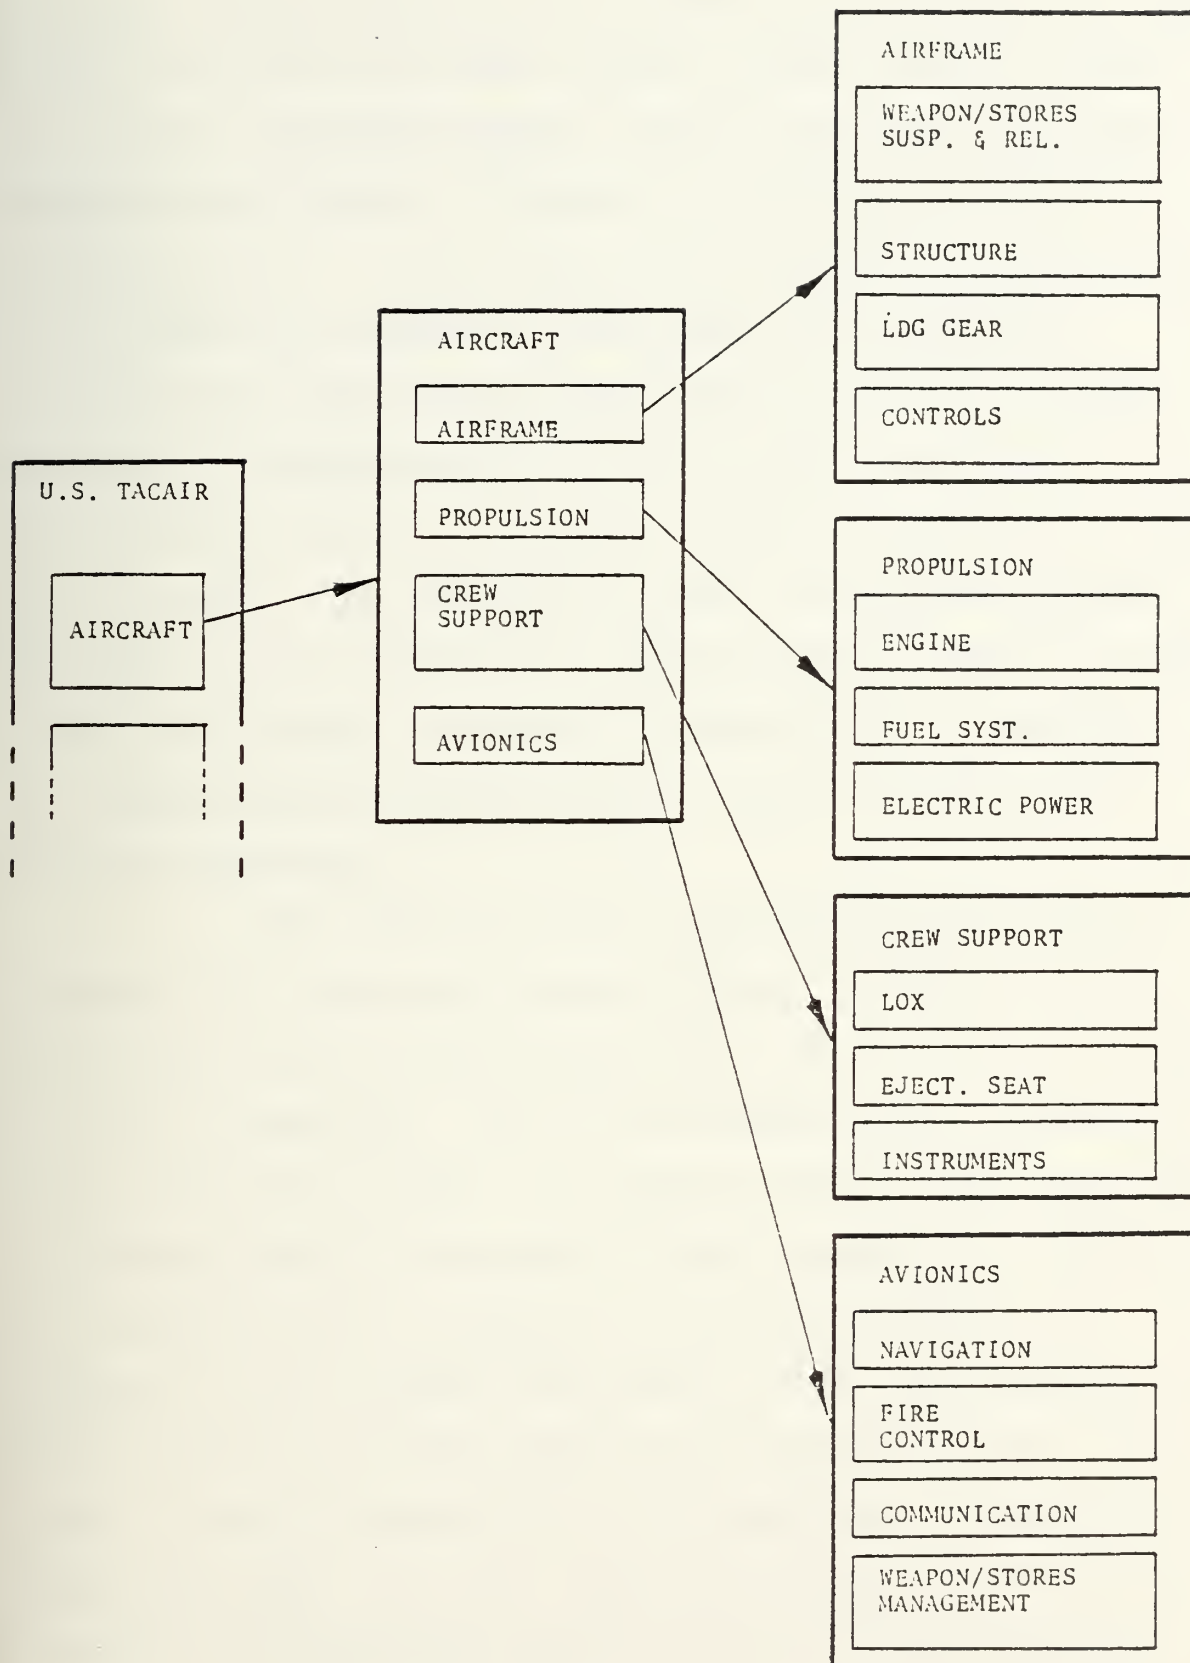 U.S. TACAIR
AIRCRAFT
AIRCRAFT
AIRFRAME
PROPULSION
CREW
SUPPORT
AVIONICS
AIRFRAME
WEAPON/STORES
SUSP. & REL.
STRUCTURE
LDG GEAR
CONTROLS
PROPULSION
ENGINE
FUEL SYST.
ELECTRIC POWER
CREW SUPPORT
LOX
EJECT. SEAT
INSTRUMENTS
AVIONICS
NAVIGATION
FIRE
CONTROL
COMMUNICATION
WEAPON/STORES
MANAGEMENT